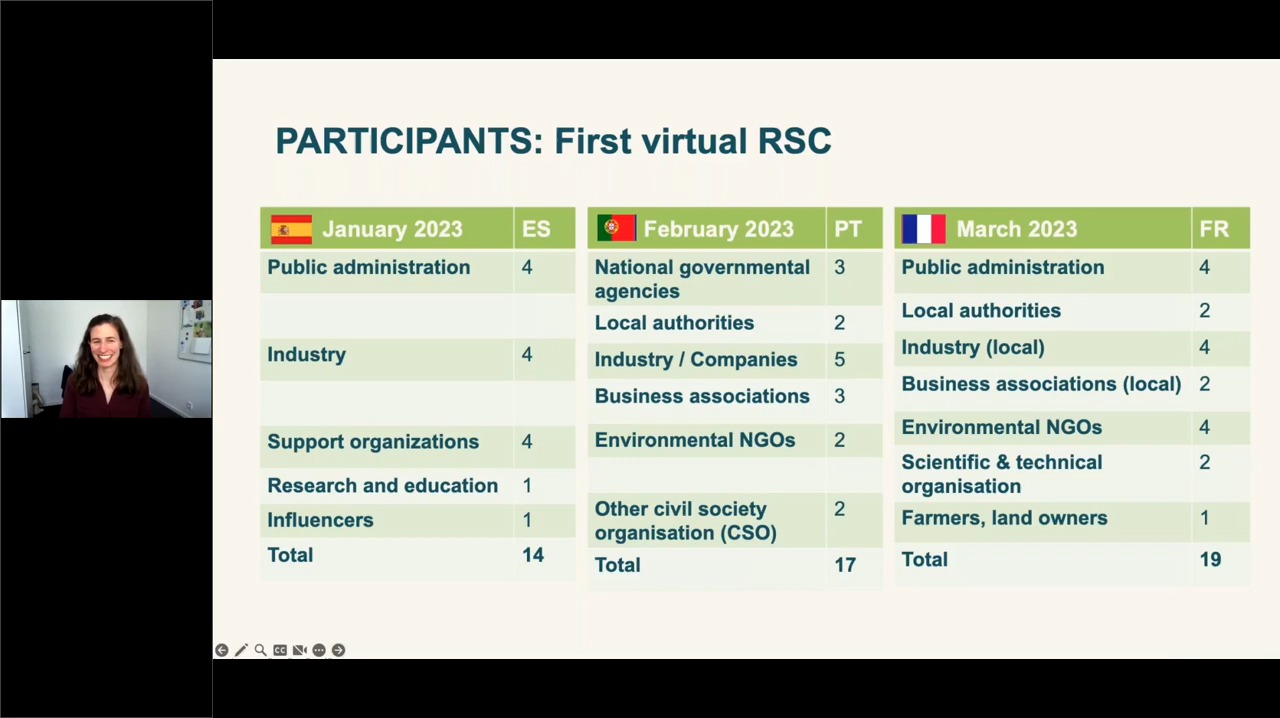 PARTICIPANTS: First virtual RSC
January 2023 ES
Public administration 4
Industry 4
Support organizations 4
Research and education 1
Influencers 1
Total 14
February 2023 PT
National governmental
agencies 3
Local authorities 2
Industry / Companies 5
Business associations 3
Environmental NGOs 2
Other civil society
organisation (CSO) 2
Total 17
March 2023 FR
Public administration 4
Local authorities 2
Industry (local) 4
Business associations (local) 2
Environmental NGOs 4
Scientific & technical
organisation 2
Farmers, land owners 1
Total 19
CC